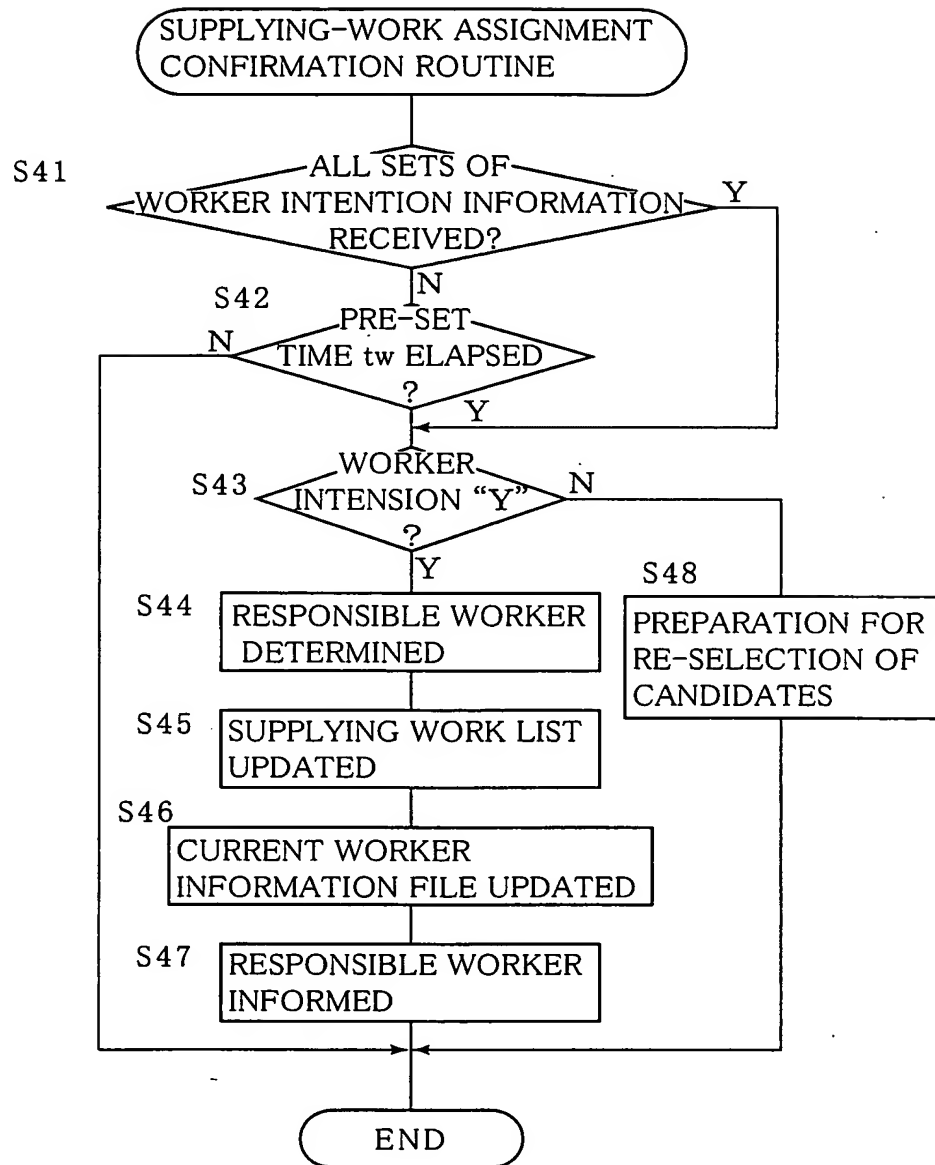 SUPPLYING-WORK ASSIGNMENT
CONFIRMATION ROUTINE
S41
ALL SETS OF
WORKER INTENTION INFORMATION
RECEIVED?
Y
N
S42
PRE-SET
TIME tw ELAPSED
?
N
Y
S43
WORKER
INTENSION “Y”
?
N
Y
S44
RESPONSIBLE WORKER
DETERMINED
S48
PREPARATION FOR
RE-SELECTION OF
CANDIDATES
S45
SUPPLYING WORK LIST
UPDATED
S46
CURRENT WORKER
INFORMATION FILE UPDATED
S47
RESPONSIBLE WORKER
INFORMED
END